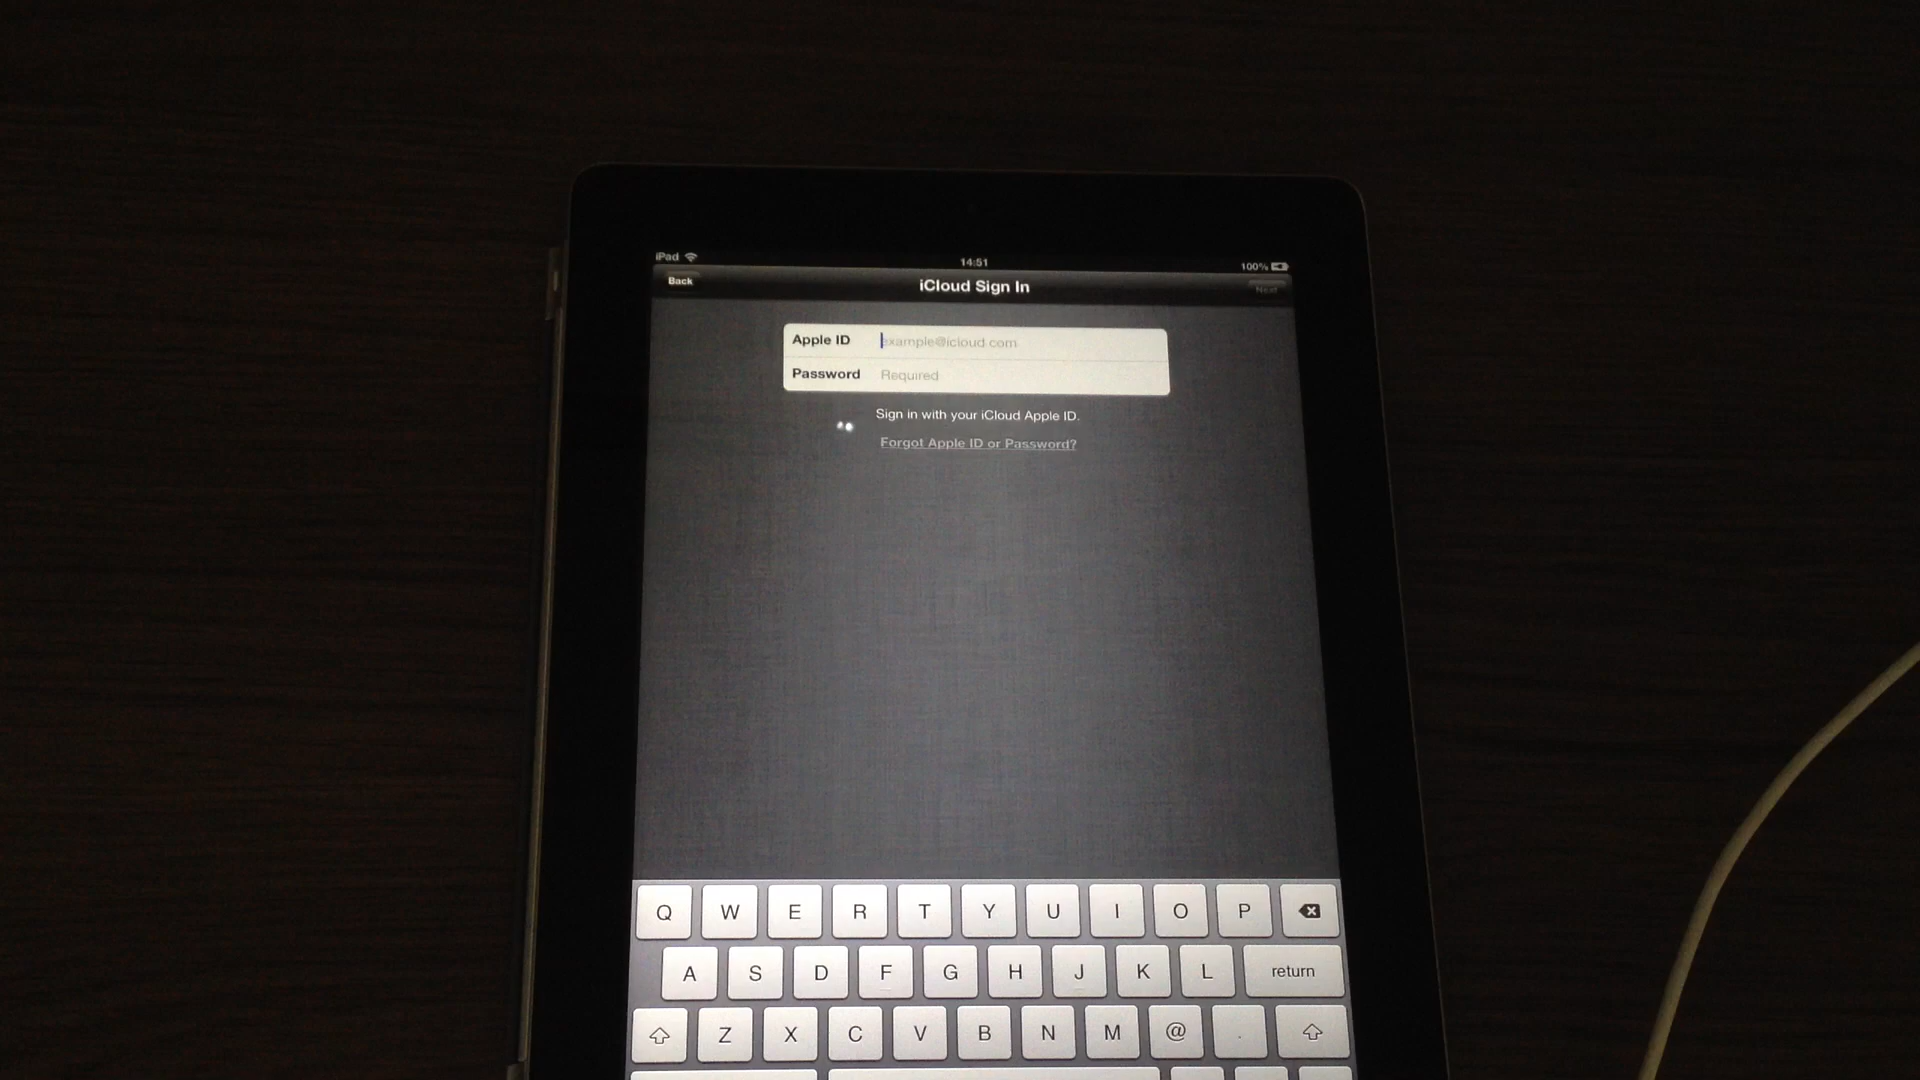 iPad 14:51 100%
Back iCloud Sign In Next
Apple ID example@icloud.com
Password Required
Sign in with your iCloud Apple ID.
Forgot Apple ID or Password?
Q W E R T Y U I O P
A S D F G H J K L return
Z X C V B N M @ .